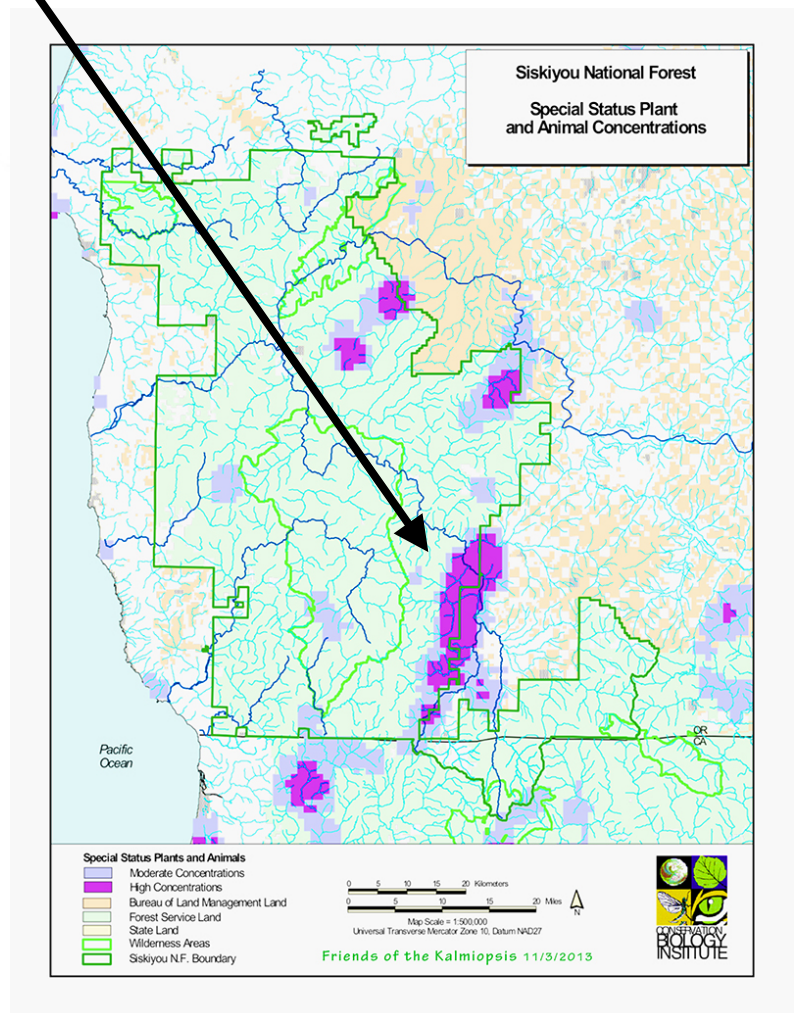 Siskiyou National Forest
Special Status Plant
and Animal Concentrations
OR
CA
Pacific
Ocean
Special Status Plants and Animals
Moderate Concentrations
High Concentrations
Bureau of Land Management Land
Forest Service Land
State Land
Wilderness Areas
Siskiyou N.F. Boundary
0 5 10 15 20 Kilometers
0 5 10 15 20 Miles
N
Map Scale = 1:500,000
Universal Transverse Mercator Zone 10, Datum NAD27
Friends of the Kalmiopsis 11/3/2013
CONSERVATION
BIOLOGY
INSTITUTE